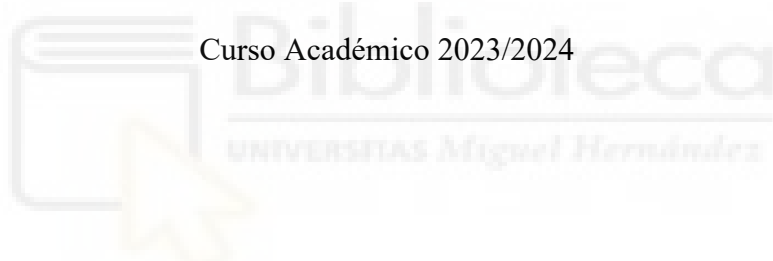 Curso Académico 2023/2024
Biblioteca
UNIVERSITAS Miguel Hernández